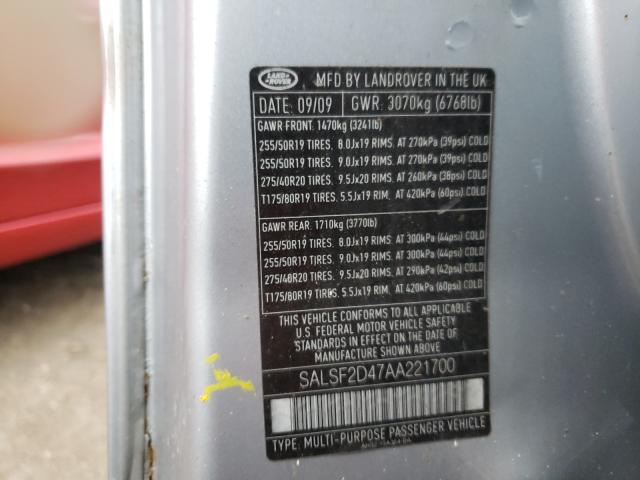 LAND ROVER
MFD BY LANDROVER IN THE UK
DATE: 09/09 GWR: 3070kg (6768lb)
GAWR FRONT: 1470kg (3241lb)
255/50R19 TIRES. 8.0Jx19 RIMS. AT 270kPa (39psi) COLD
255/50R19 TIRES. 9.0Jx19 RIMS. AT 270kPa (39psi) COLD
275/40R20 TIRES. 9.5Jx20 RIMS. AT 260kPa (38psi) COLD
T175/80R19 TIRES. 5.5Jx19 RIM. AT 420kPa (60psi) COLD
GAWR REAR: 1710kg (3770lb)
255/50R19 TIRES. 8.0Jx19 RIMS. AT 300kPa (44psi) COLD
255/50R19 TIRES. 9.0Jx19 RIMS. AT 300kPa (44psi) COLD
275/40R20 TIRES. 9.5Jx20 RIMS. AT 290kPa (42psi) COLD
T175/80R19 TIRES. 5.5Jx19 RIM. AT 420kPa (60psi) COLD
THIS VEHICLE CONFORMS TO ALL APPLICABLE
U.S. FEDERAL MOTOR VEHICLE SAFETY
STANDARDS IN EFFECT ON THE DATE OF
MANUFACTURE SHOWN ABOVE.
SALSF2D47AA221700
TYPE: MULTI-PURPOSE PASSENGER VEHICLE